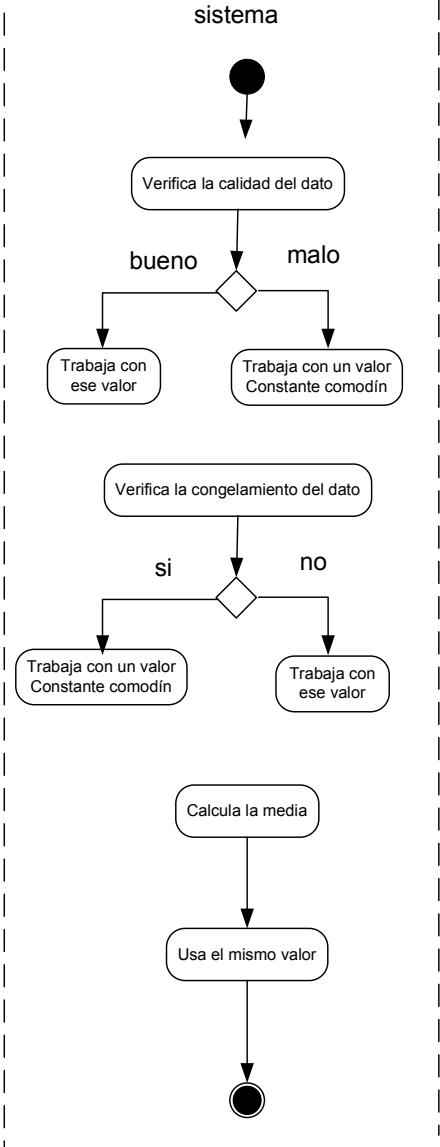 sistema
Verifica la calidad del dato
bueno
malo
Trabaja con
ese valor
Trabaja con un valor
Constante comodín
Verifica la congelamiento del dato
si
no
Trabaja con un valor
Constante comodín
Trabaja con
ese valor
Calcula la media
Usa el mismo valor